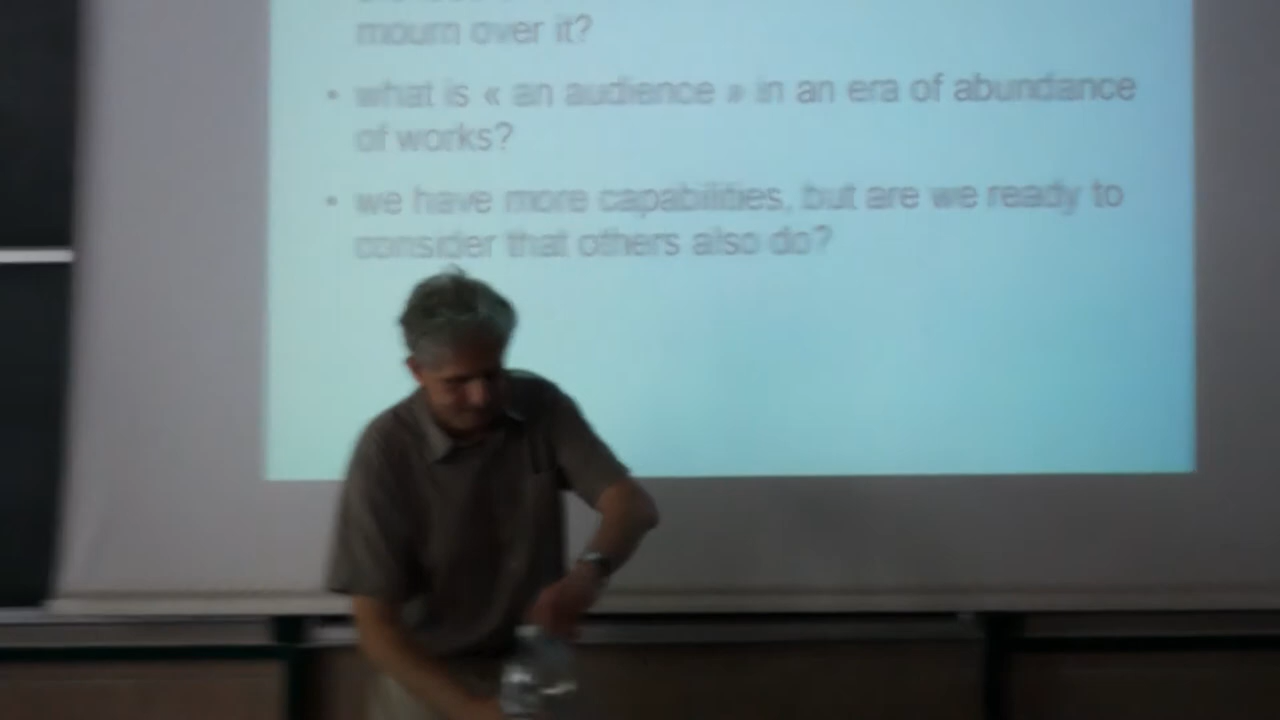 mourn over it?
• what is « an audience » in an era of abundance
of works?
• we have more capabilities, but are we ready to
consider that others also do?